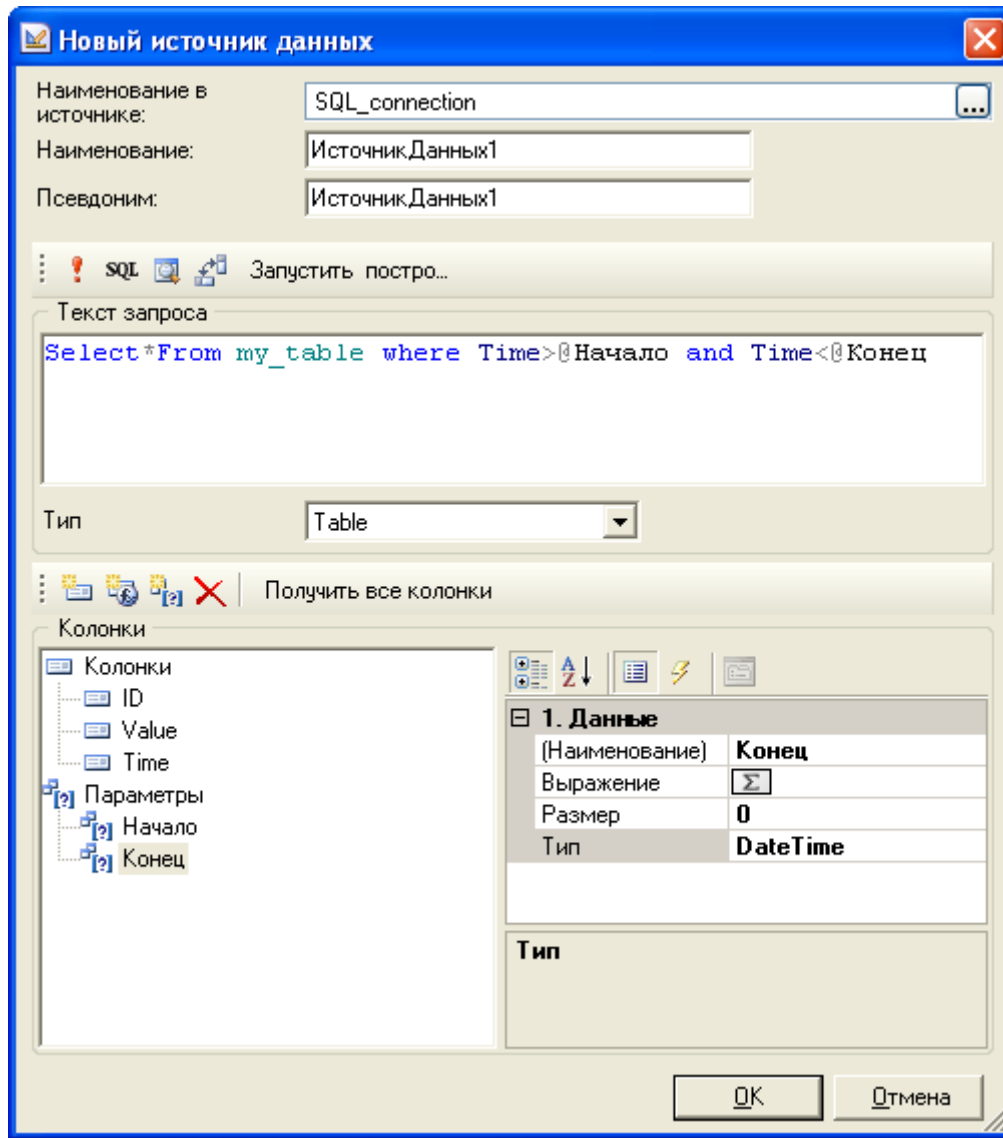 Новый источник данных
Наименование в
источнике:
SQL_connection
...
Наименование:
ИсточникДанных1
Псевдоним:
ИсточникДанных1
SQL Запустить постро...
Текст запроса
Select*From my_table where Time>@Начало and Time<@Конец
Тип
Table
Получить все колонки
Колонки
Колонки
ID
Value
Time
Параметры
Начало
Конец
1. Данные
(Наименование) Конец
Выражение Σ
Размер 0
Тип DateTime
Тип
OK
Отмена